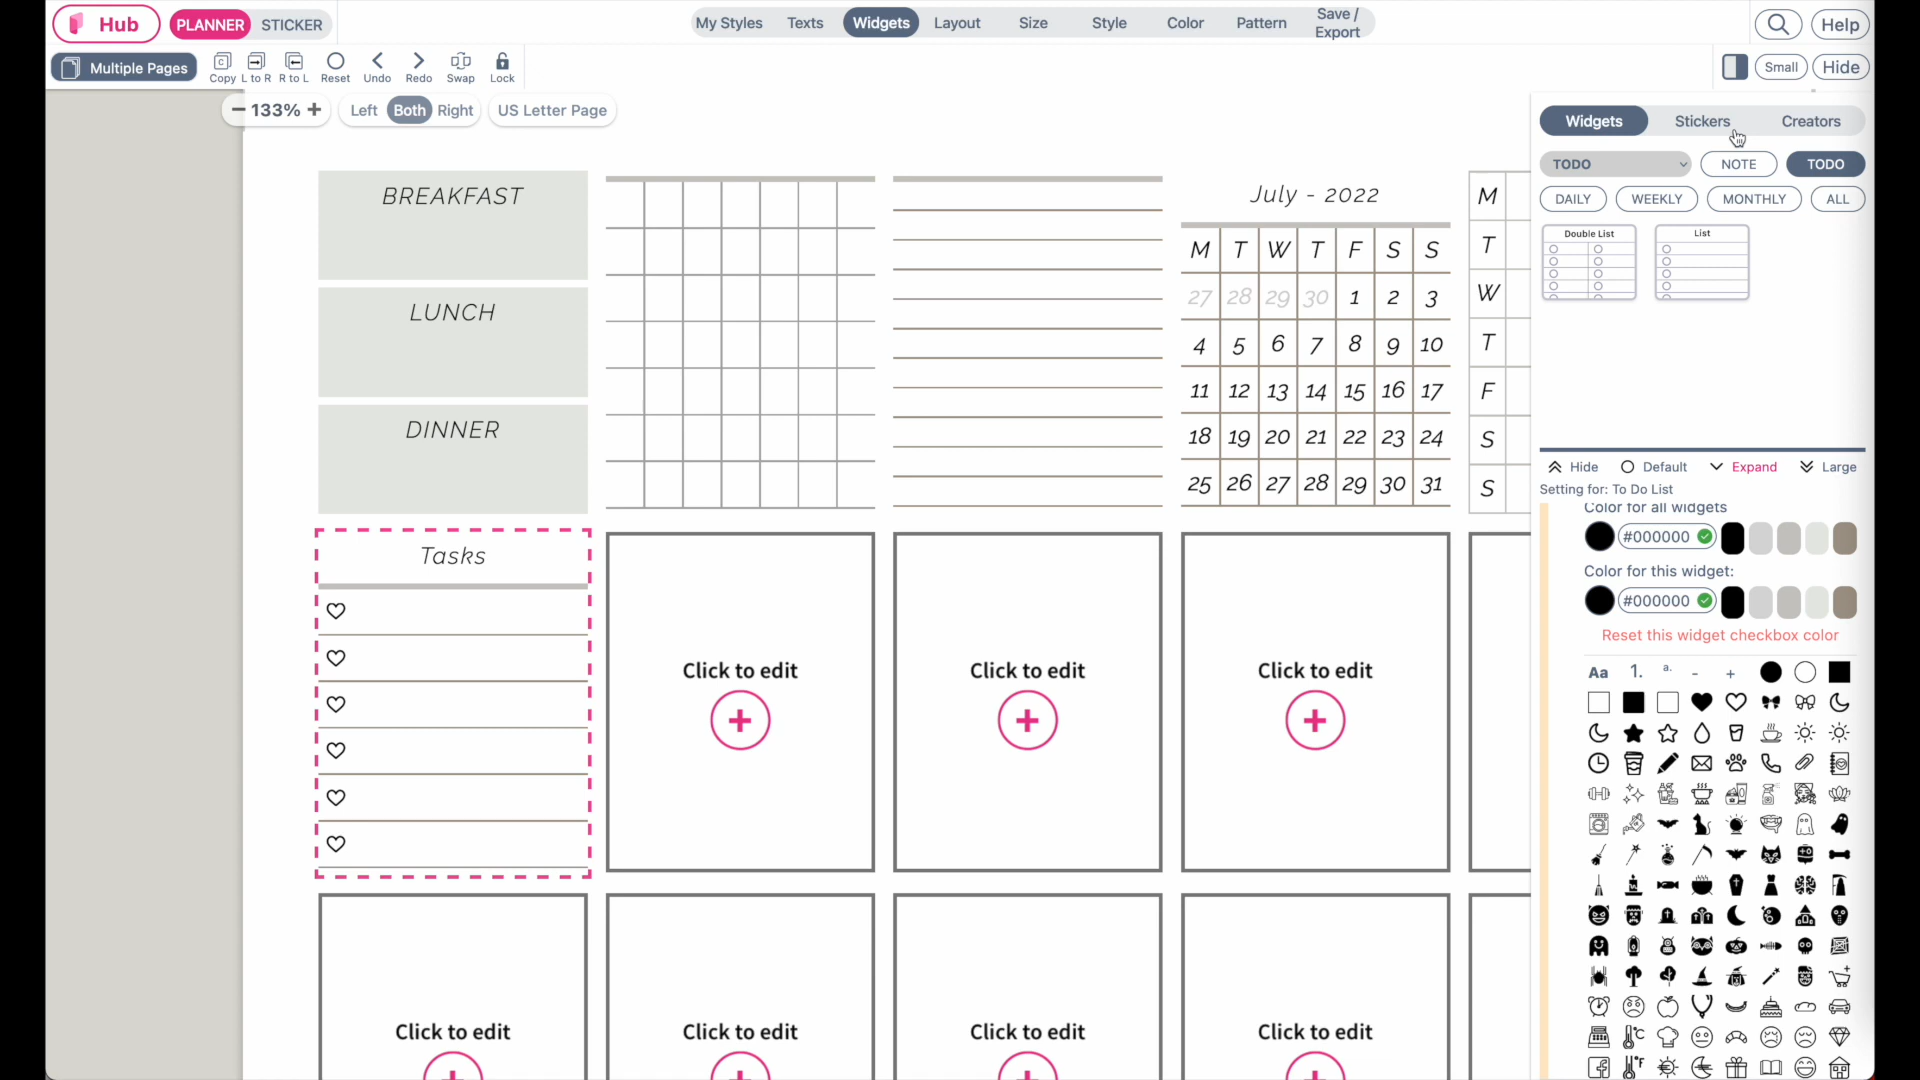 Hub
PLANNER STICKER
My Styles Texts Widgets Layout Size Style Color Pattern Save / Export
Help
Multiple Pages
Copy L to R R to L Reset Undo Redo Swap Lock
Small Hide
− 133% +
Left Both Right
US Letter Page
Widgets Stickers Creators
TODO NOTE TODO
DAILY WEEKLY MONTHLY ALL
Double List List
BREAKFAST
LUNCH
DINNER
July - 2022
M T W T F S S
27 28 29 30 1 2 3
4 5 6 7 8 9 10
11 12 13 14 15 16 17
18 19 20 21 22 23 24
25 26 27 28 29 30 31
M
T
W
T
F
S
S
Hide Default Expand Large
Setting for: To Do List
Color for all widgets
#000000
Color for this widget:
#000000
Reset this widget checkbox color
Aa 1. a. - +
Tasks
Click to edit Click to edit Click to edit
Click to edit Click to edit Click to edit Click to edit